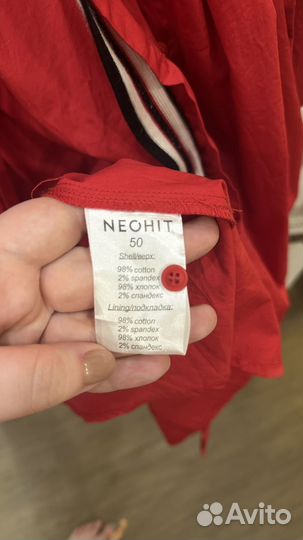 NEOHIT
50
Shell/верх:
98% cotton
2% spandex
98% хлопок
2% спандекс
Lining/подкладка:
98% cotton
2% spandex
98% хлопок
2% спандекс
Avito